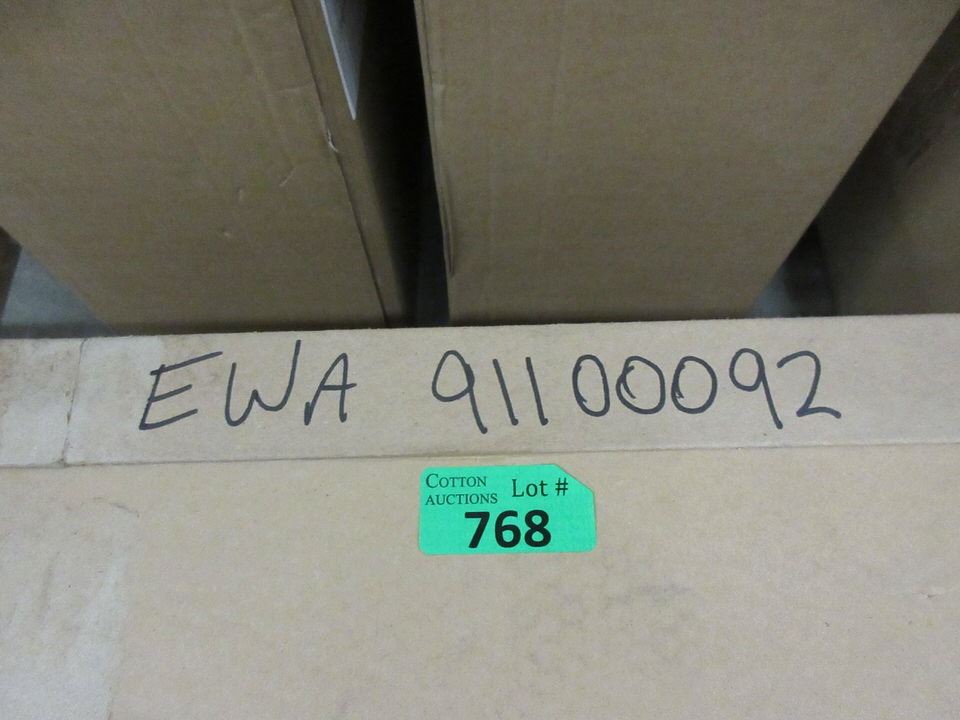 EWA 91100092
COTTON AUCTIONS Lot #
768